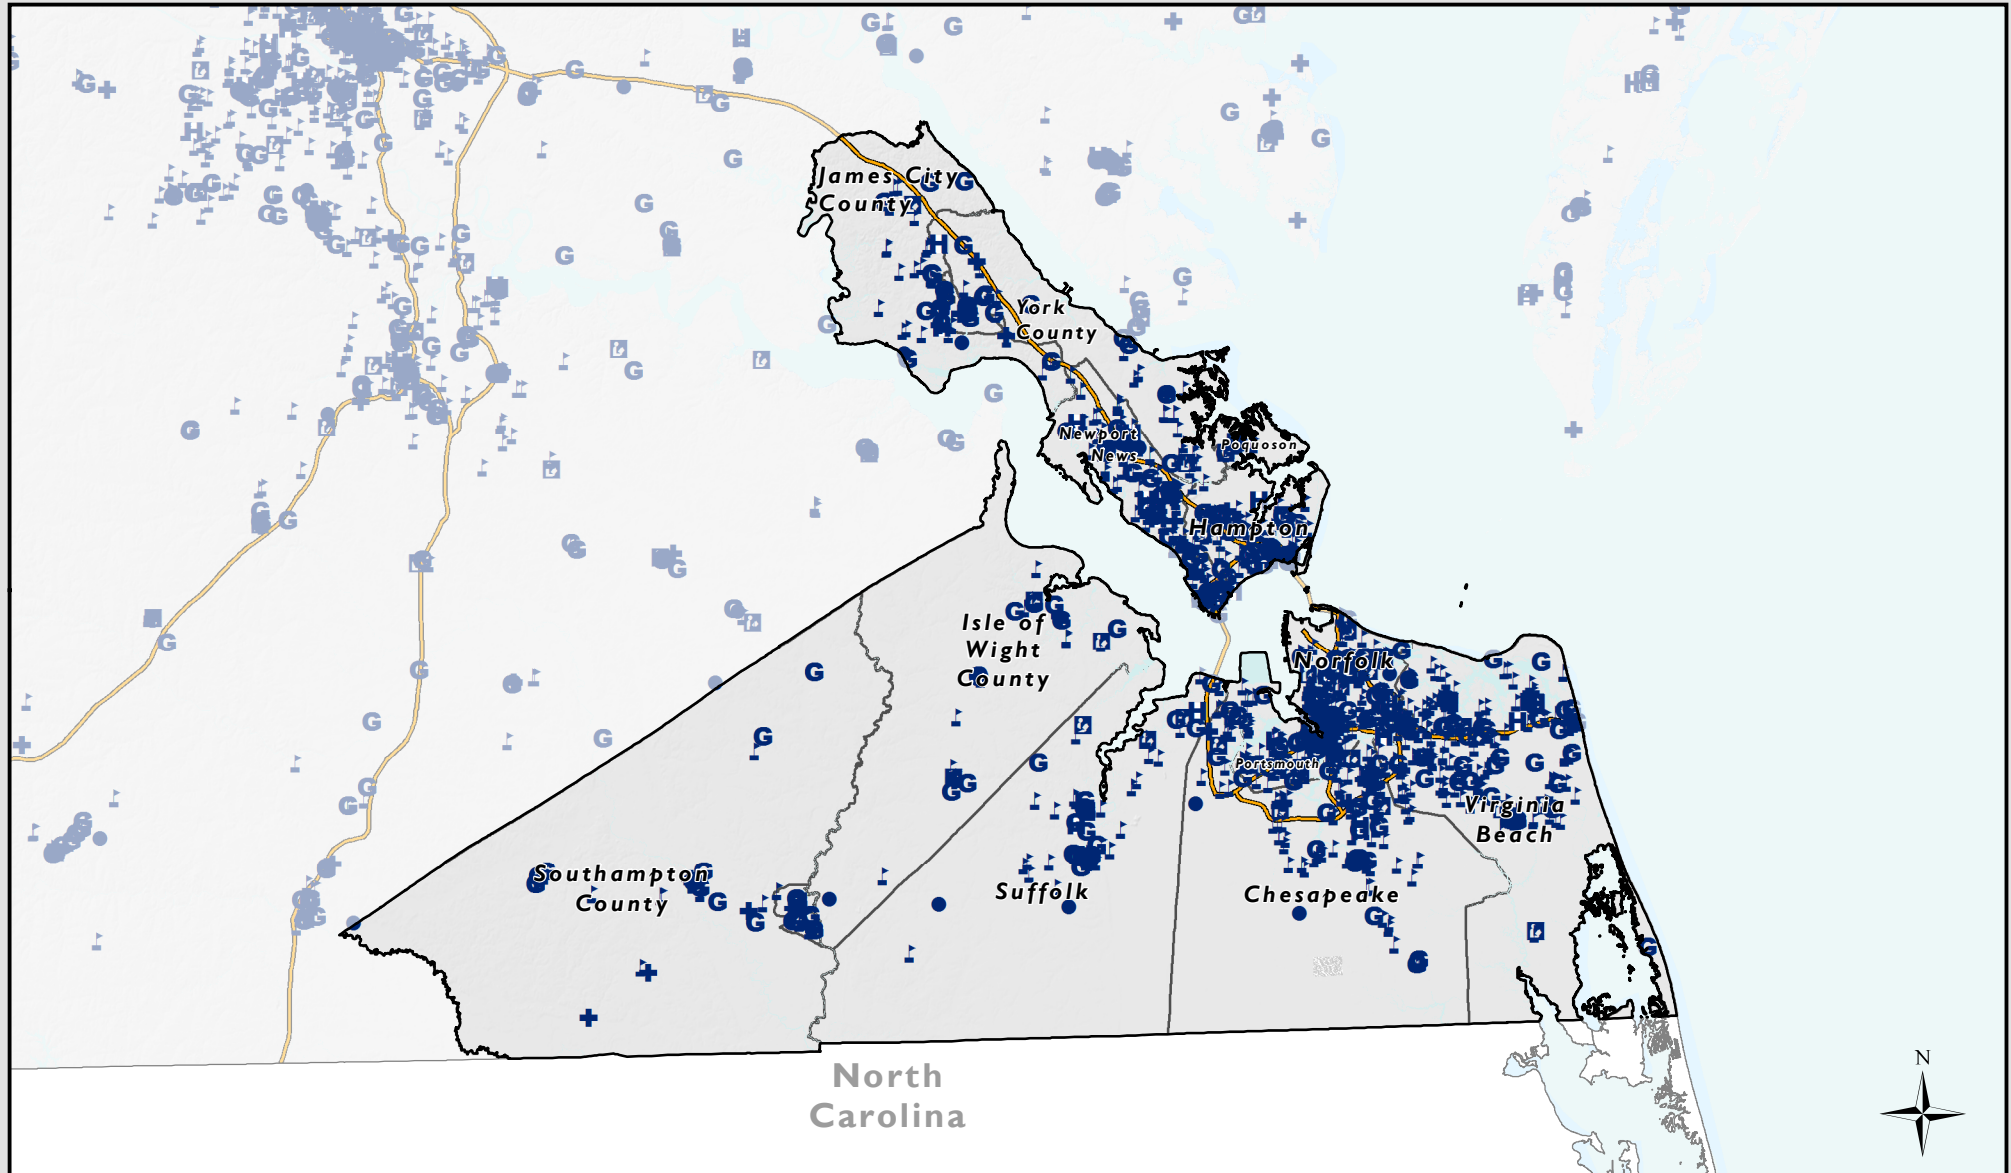 James City
County
York
County
Newport
News
Poquoson
Hampton
Isle of
Wight
County
Norfolk
Portsmouth
Virginia
Beach
Southampton
County
Suffolk
Chesapeake
North
Carolina
N